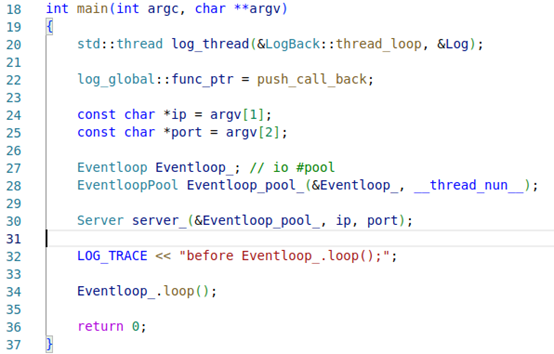 18 int main(int argc, char **argv)
19 {
20     std::thread log_thread(&LogBack::thread_loop, &Log);
21
22     log_global::func_ptr = push_call_back;
23
24     const char *ip = argv[1];
25     const char *port = argv[2];
26
27     Eventloop Eventloop_; // io #pool
28     EventloopPool Eventloop_pool_(&Eventloop_, __thread_nun__);
29
30     Server server_(&Eventloop_pool_, ip, port);
31
32     LOG_TRACE << "before Eventloop_.loop();";
33
34     Eventloop_.loop();
35
36     return 0;
37 }